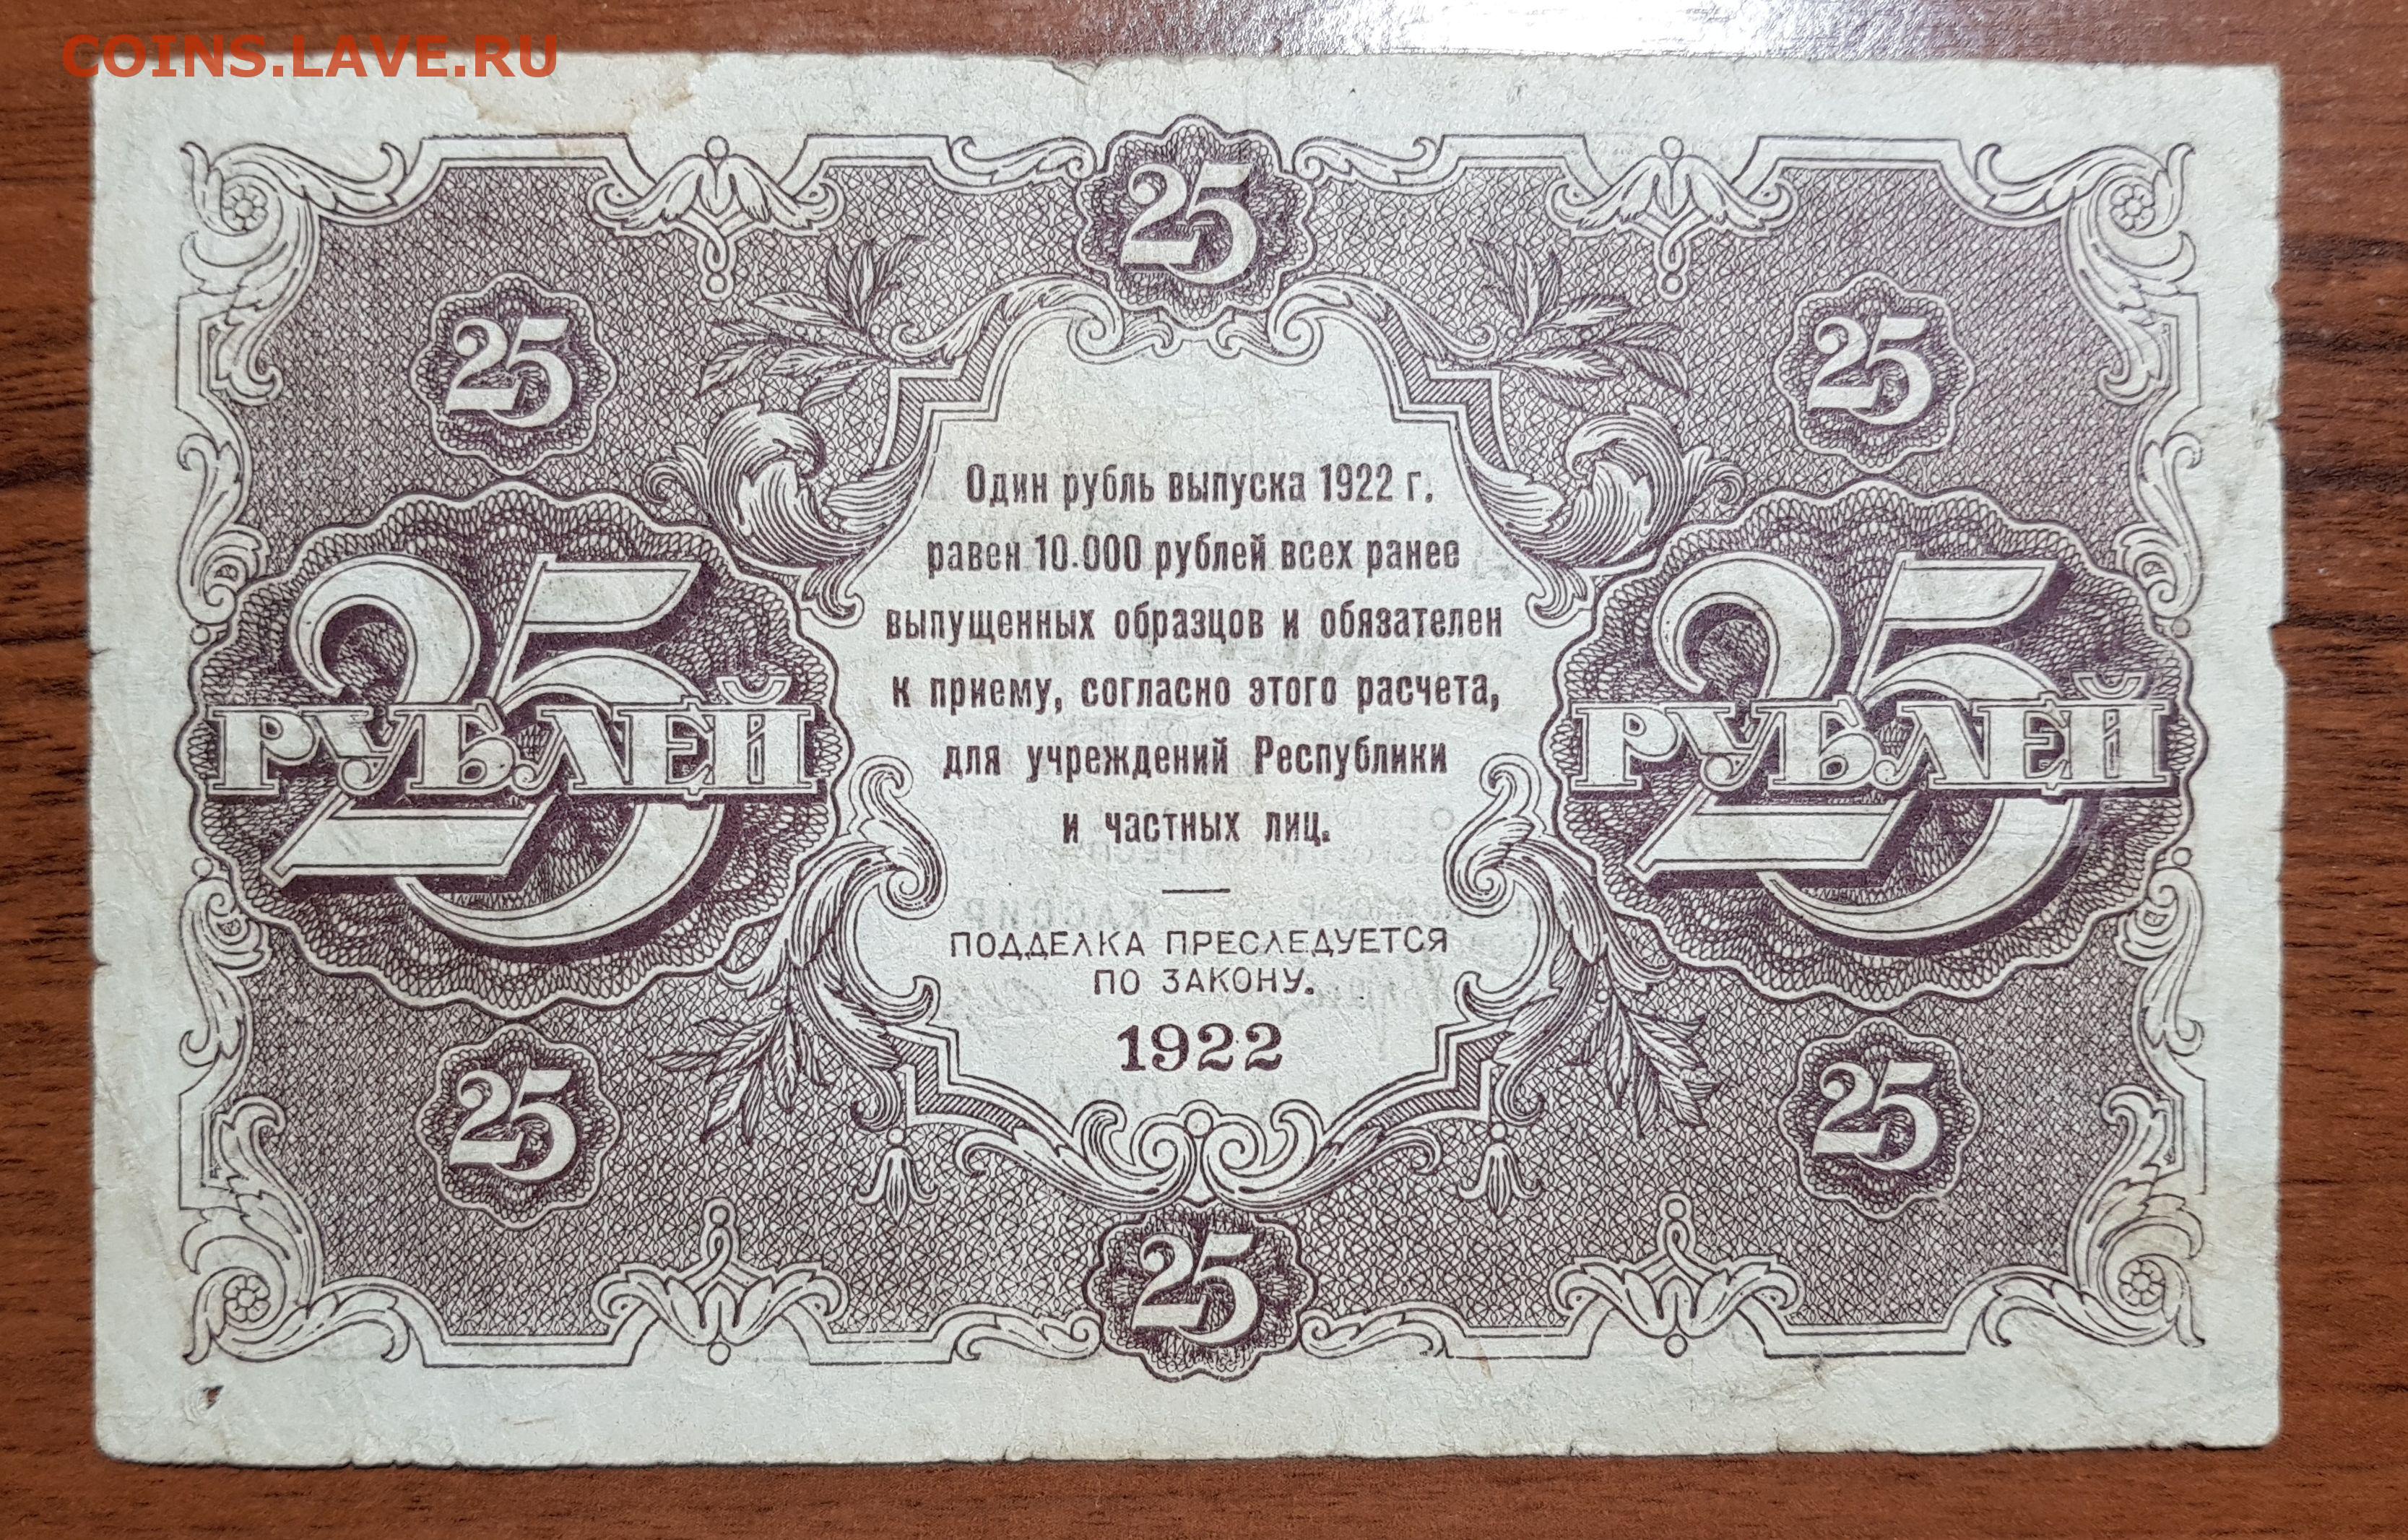 COINS.LAVE.RU
25
25
25
Один рубль выпуска 1922 г.
равен 10.000 рублей всех ранее
выпущенных образцов и обязателен
к приему, согласно этого расчета,
для учреждений Республики
и частных лиц.
25 РУБЛЕЙ
25 РУБЛЕЙ
ПОДДЕЛКА ПРЕСЛЕДУЕТСЯ
ПО ЗАКОНУ.
1922
25
25
25